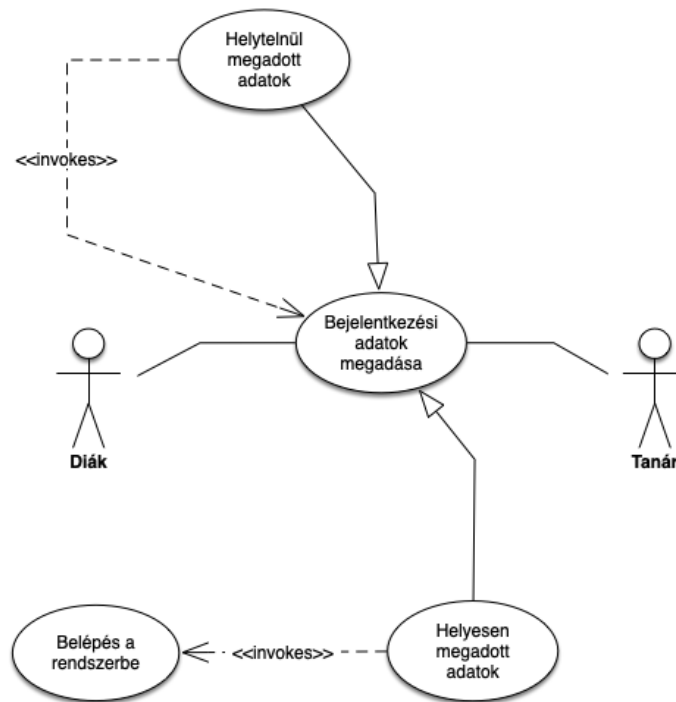 Helytelnül
megadott
adatok
<<invokes>>
Bejelentkezési
adatok
megadása
Diák
Tanár
Belépés a
rendszerbe
<<invokes>>
Helyesen
megadott
adatok